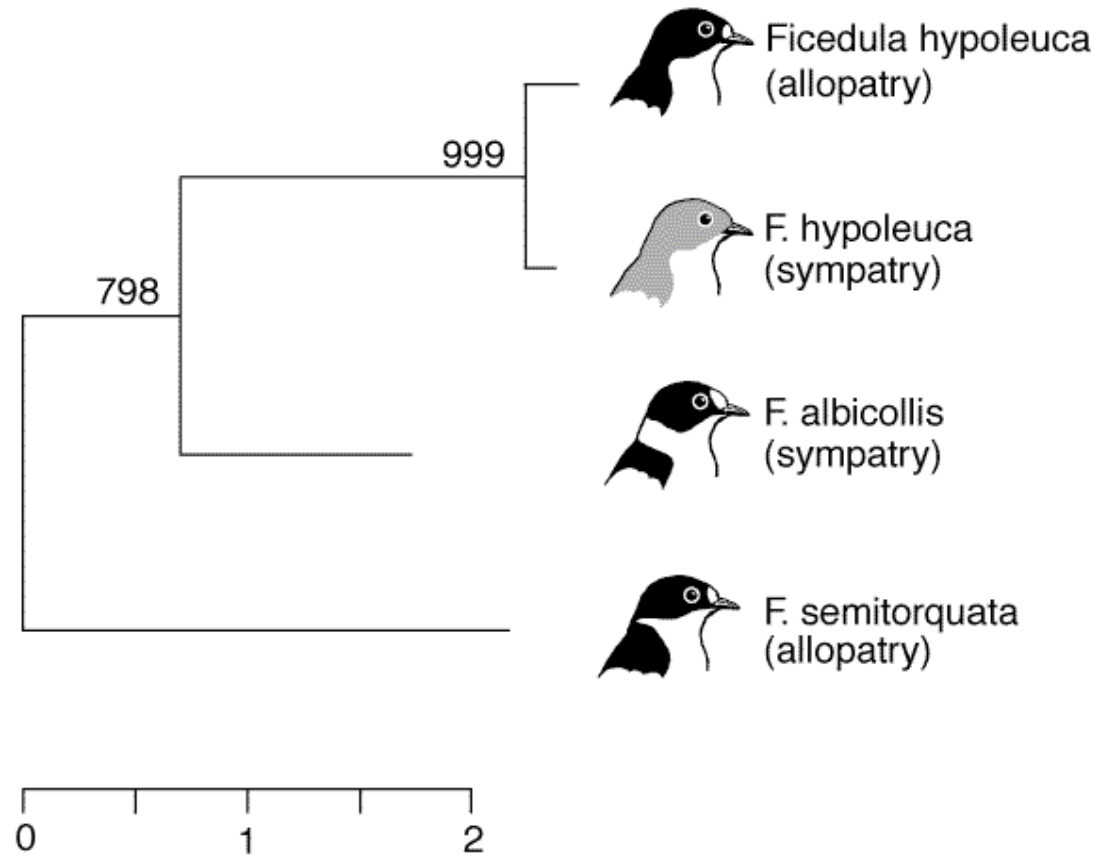 Ficedula hypoleuca
(allopatry)
999
F. hypoleuca
(sympatry)
798
F. albicollis
(sympatry)
F. semitorquata
(allopatry)
0 1 2